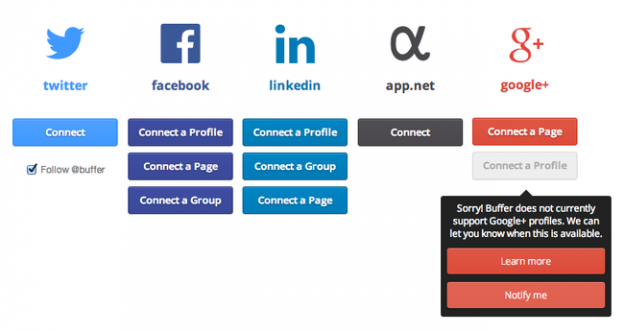 twitter
facebook
linkedin
app.net
google+
Connect
Connect a Profile
Connect a Profile
Connect
Connect a Page
Follow @buffer
Connect a Page
Connect a Group
Connect a Profile
Connect a Group
Connect a Page
Sorry! Buffer does not currently
support Google+ profiles. We can
let you know when this is available.
Learn more
Notify me